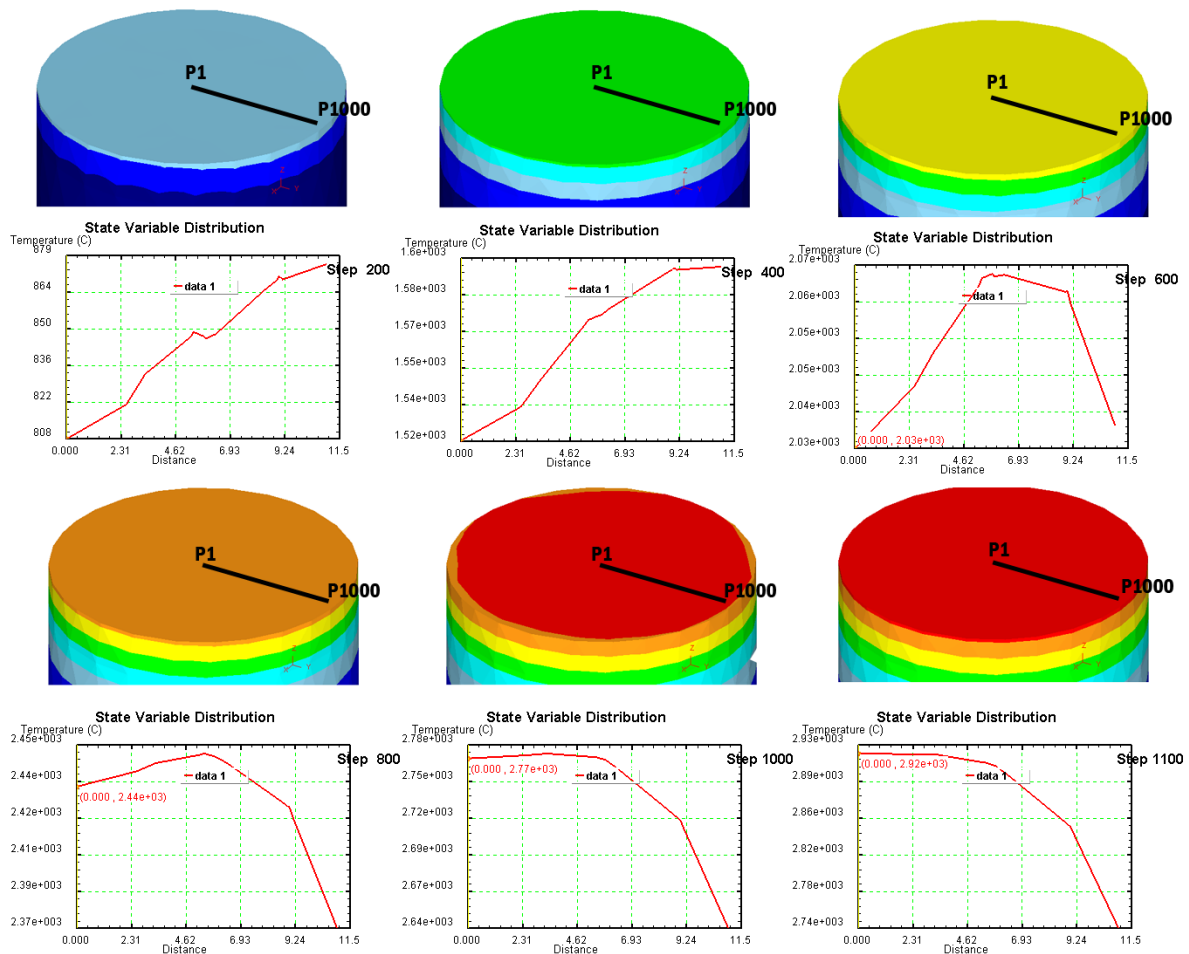 P1
P1000
P1
P1000
P1
P1000
Z
X Y
Z
X Y
Z
X Y
State Variable Distribution
Temperature (C)
879
864
850
836
822
808
0.000 2.31 4.62 6.93 9.24 11.5
Distance
data 1
Step 200
State Variable Distribution
Temperature (C)
1.6e+003
1.58e+003
1.57e+003
1.55e+003
1.54e+003
1.52e+003
0.000 2.31 4.62 6.93 9.24 11.5
Distance
data 1
Step 400
State Variable Distribution
Temperature (C)
2.07e+003
2.06e+003
2.05e+003
2.05e+003
2.04e+003
2.03e+003
(0.000 , 2.03e+03)
0.000 2.31 4.62 6.93 9.24 11.5
Distance
data 1
Step 600
P1
P1000
P1
P1000
P1
P1000
Z
X Y
Z
X Y
Z
X Y
State Variable Distribution
Temperature (C)
2.45e+003
2.44e+003
2.42e+003
2.41e+003
2.39e+003
2.37e+003
(0.000 , 2.44e+03)
0.000 2.31 4.62 6.93 9.24 11.5
Distance
data 1
Step 800
State Variable Distribution
Temperature (C)
2.78e+003
2.75e+003
2.72e+003
2.69e+003
2.67e+003
2.64e+003
(0.000 , 2.77e+03)
0.000 2.31 4.62 6.93 9.24 11.5
Distance
data 1
Step 1000
State Variable Distribution
Temperature (C)
2.93e+003
2.89e+003
2.86e+003
2.82e+003
2.78e+003
2.74e+003
(0.000 , 2.92e+03)
0.000 2.31 4.62 6.93 9.24 11.5
Distance
data 1
Step 1100